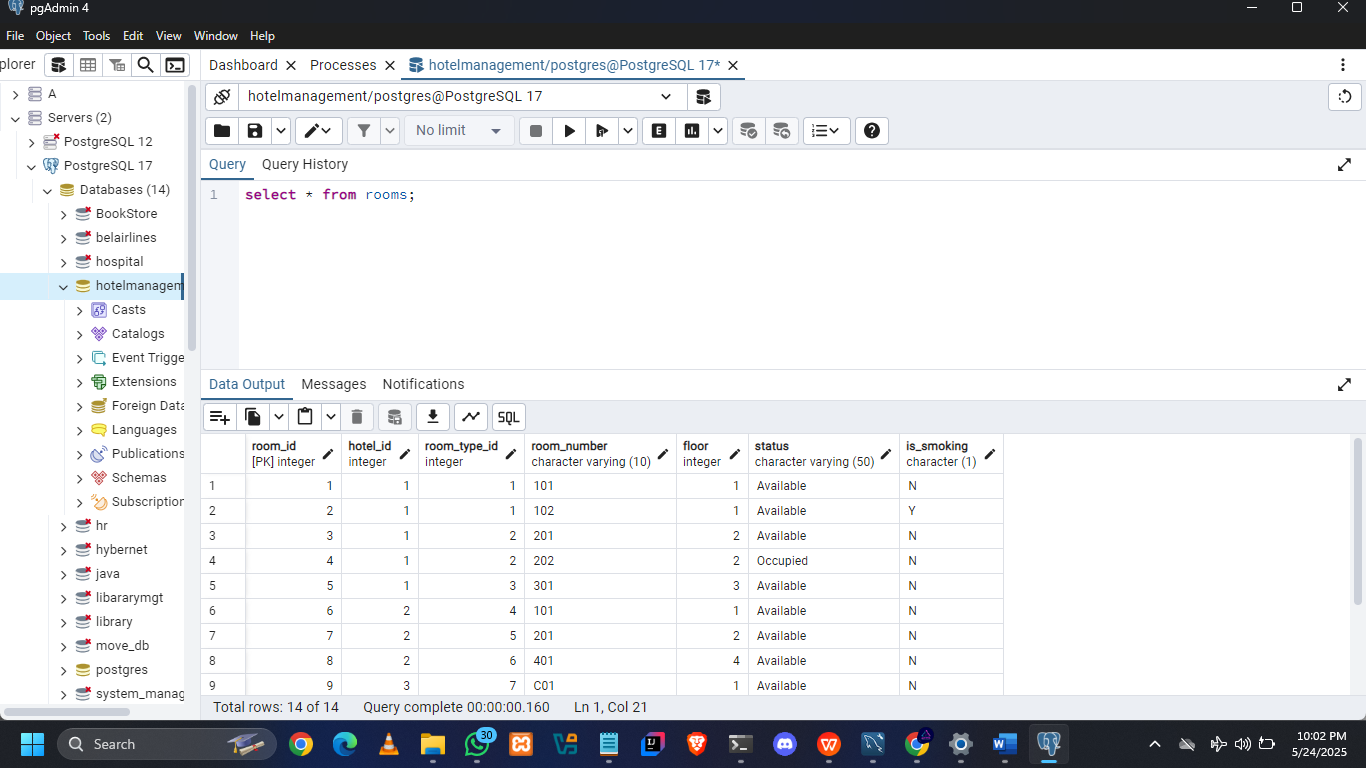 pgAdmin 4
File Object Tools Edit View Window Help
plorer
Dashboard Processes hotelmanagement/postgres@PostgreSQL 17*
A
Servers (2)
PostgreSQL 12
PostgreSQL 17
Databases (14)
BookStore
belairlines
hospital
hotelmanagem
Casts
Catalogs
Event Trigge
Extensions
Foreign Data
Languages
Publications
Schemas
Subscription
hr
hybernet
java
libararymgt
library
move_db
postgres
system_manag
hotelmanagement/postgres@PostgreSQL 17
No limit
E
Query Query History
1 select * from rooms;
Data Output Messages Notifications
SQL
room_id hotel_id room_type_id room_number floor status is_smoking
[PK] integer integer integer character varying (10) integer character varying (50) character (1)
1 1 1 1 101 1 Available N
2 2 1 1 102 1 Available Y
3 3 1 2 201 2 Available N
4 4 1 2 202 2 Occupied N
5 5 1 3 301 3 Available N
6 6 2 4 101 1 Available N
7 7 2 5 201 2 Available N
8 8 2 6 401 4 Available N
9 9 3 7 C01 1 Available N
Total rows: 14 of 14 Query complete 00:00:00.160 Ln 1, Col 21
Search
30
10:02 PM
5/24/2025